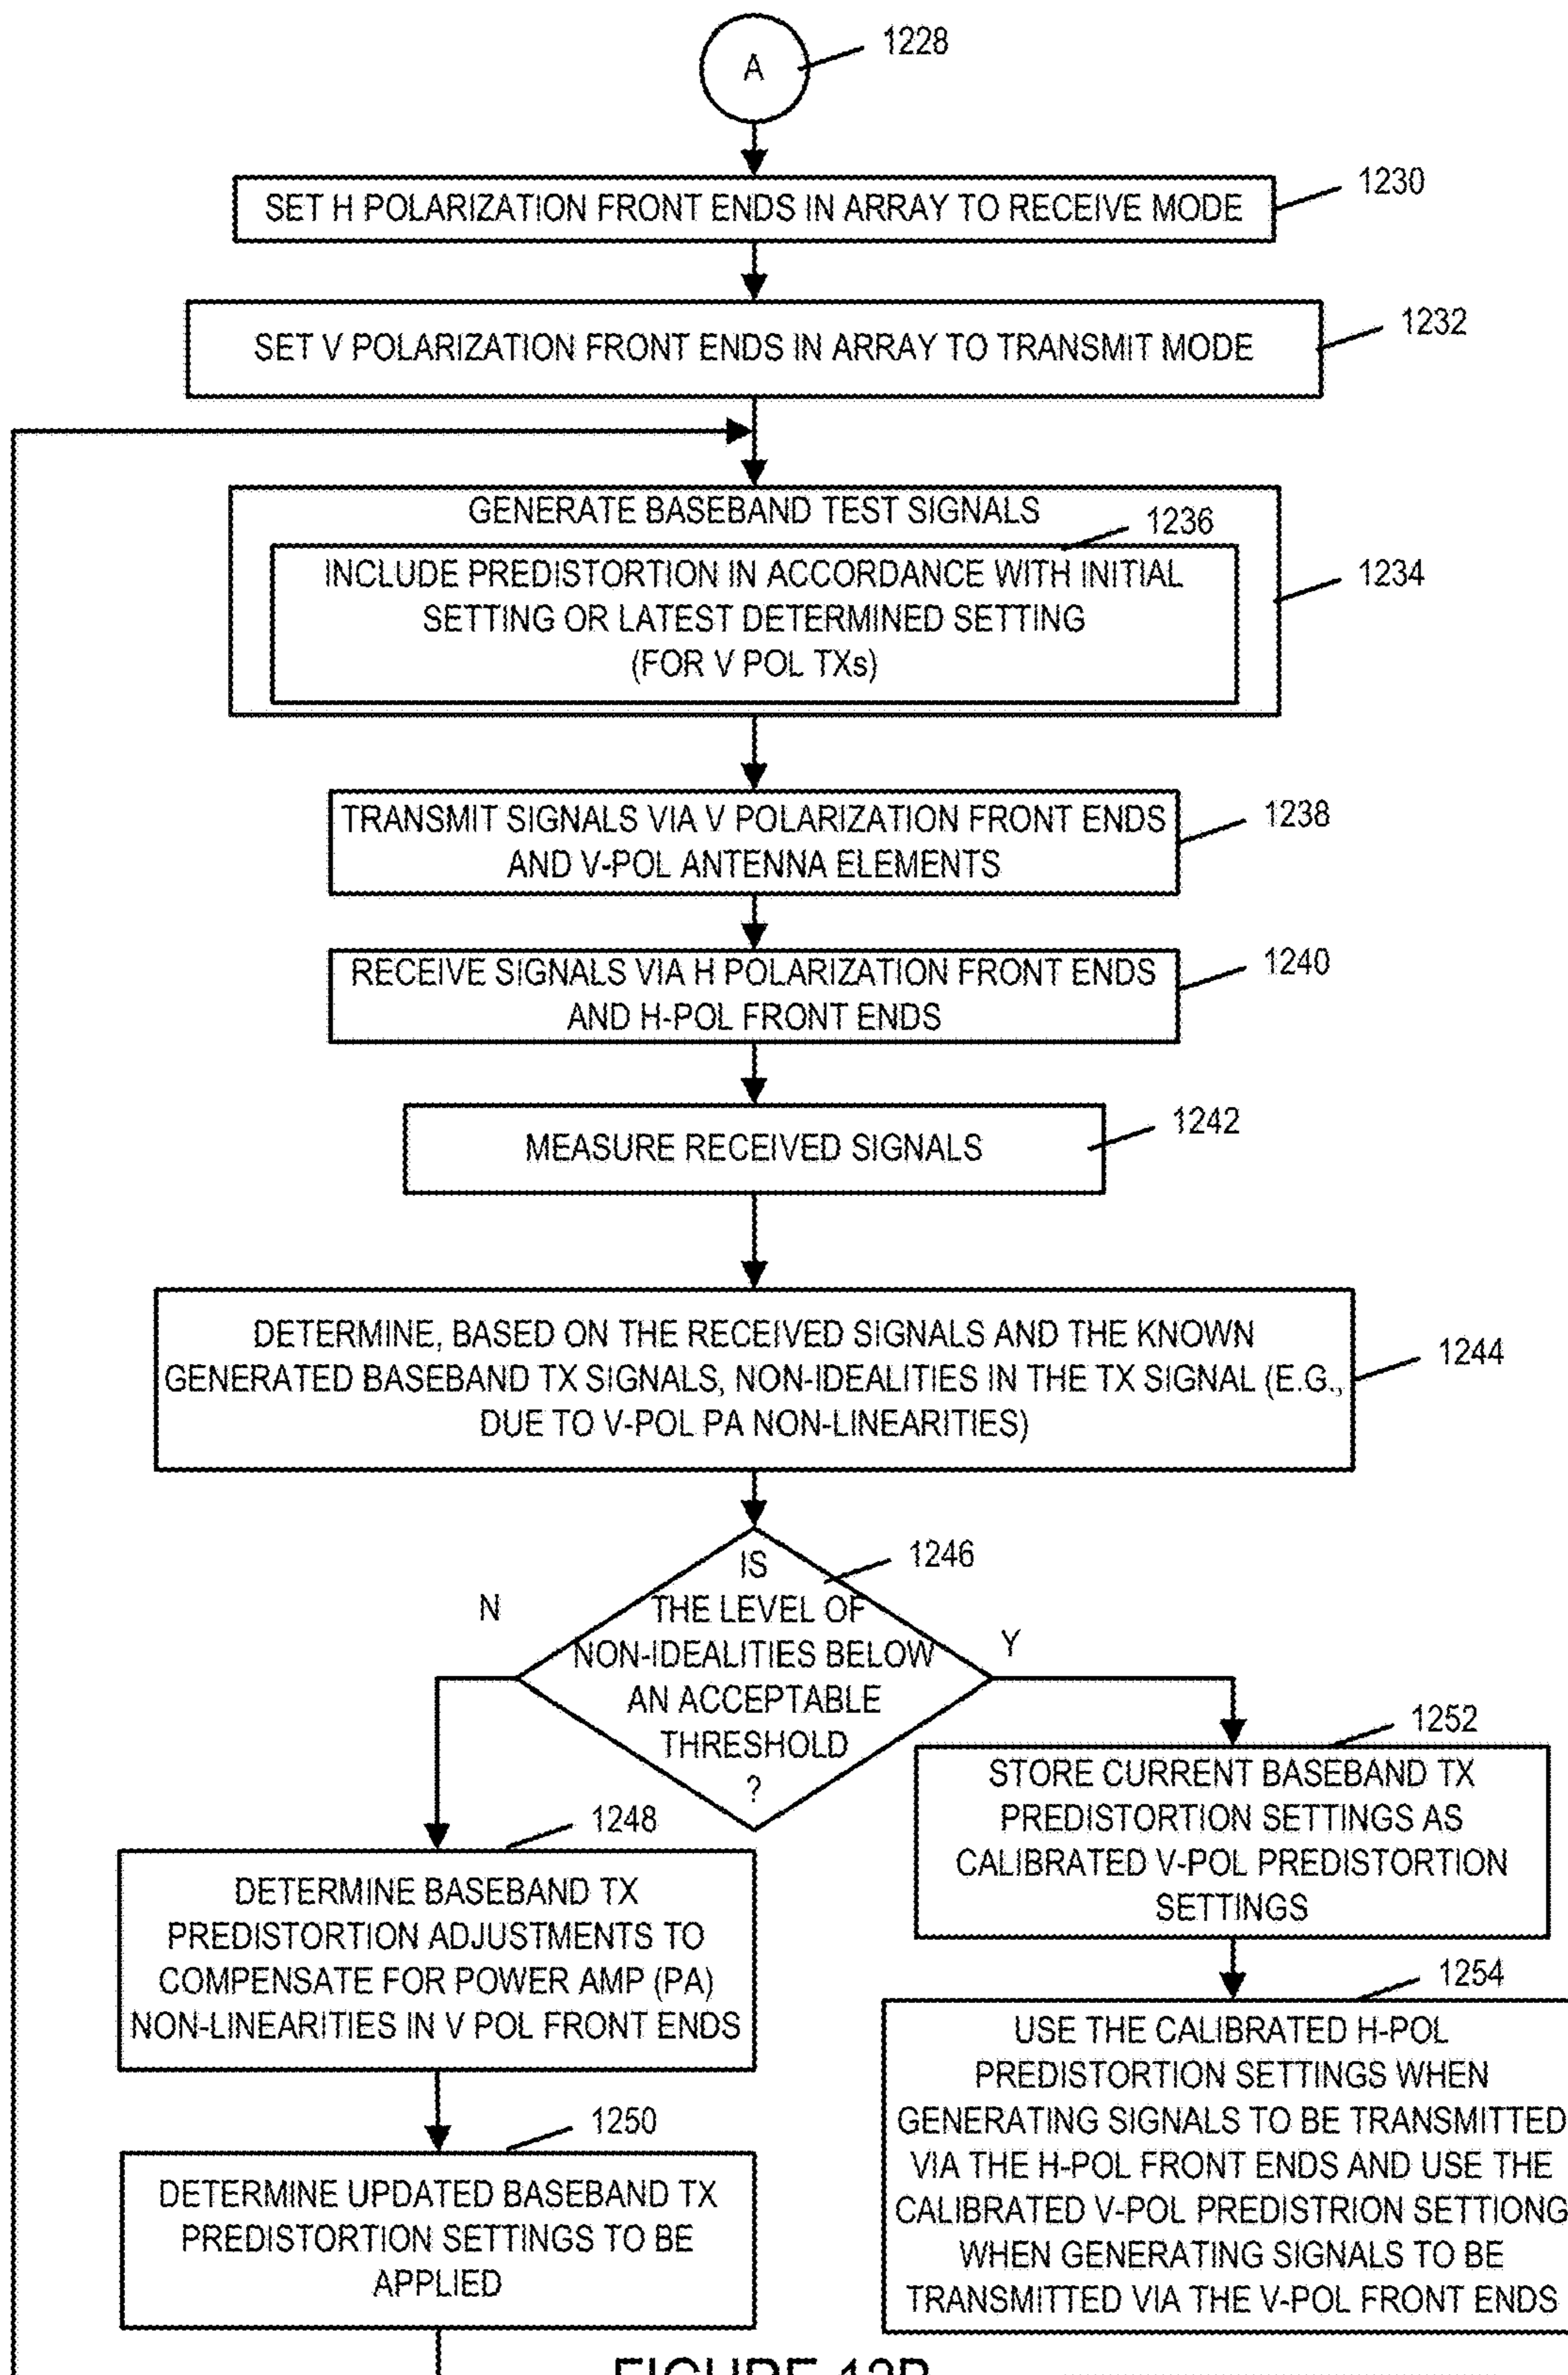 A
1228
SET H POLARIZATION FRONT ENDS IN ARRAY TO RECEIVE MODE
1230
SET V POLARIZATION FRONT ENDS IN ARRAY TO TRANSMIT MODE
1232
GENERATE BASEBAND TEST SIGNALS
1236
INCLUDE PREDISTORTION IN ACCORDANCE WITH INITIAL
SETTING OR LATEST DETERMINED SETTING
(FOR V POL TXs)
1234
TRANSMIT SIGNALS VIA V POLARIZATION FRONT ENDS
AND V-POL ANTENNA ELEMENTS
1238
RECEIVE SIGNALS VIA H POLARIZATION FRONT ENDS
AND H-POL FRONT ENDS
1240
MEASURE RECEIVED SIGNALS
1242
DETERMINE, BASED ON THE RECEIVED SIGNALS AND THE KNOWN
GENERATED BASEBAND TX SIGNALS, NON-IDEALITIES IN THE TX SIGNAL (E.G.,
DUE TO V-POL PA NON-LINEARITIES)
1244
IS
THE LEVEL OF
NON-IDEALITIES BELOW
AN ACCEPTABLE
THRESHOLD
?
1246
N
Y
1248
DETERMINE BASEBAND TX
PREDISTORTION ADJUSTMENTS TO
COMPENSATE FOR POWER AMP (PA)
NON-LINEARITIES IN V POL FRONT ENDS
1250
DETERMINE UPDATED BASEBAND TX
PREDISTORTION SETTINGS TO BE
APPLIED
1252
STORE CURRENT BASEBAND TX
PREDISTORTION SETTINGS AS
CALIBRATED V-POL PREDISTORTION
SETTINGS
1254
USE THE CALIBRATED H-POL
PREDISTORTION SETTINGS WHEN
GENERATING SIGNALS TO BE TRANSMITTED
VIA THE H-POL FRONT ENDS AND USE THE
CALIBRATED V-POL PREDISTRION SETTIONG
WHEN GENERATING SIGNALS TO BE
TRANSMITTED VIA THE V-POL FRONT ENDS
FIGURE 12B